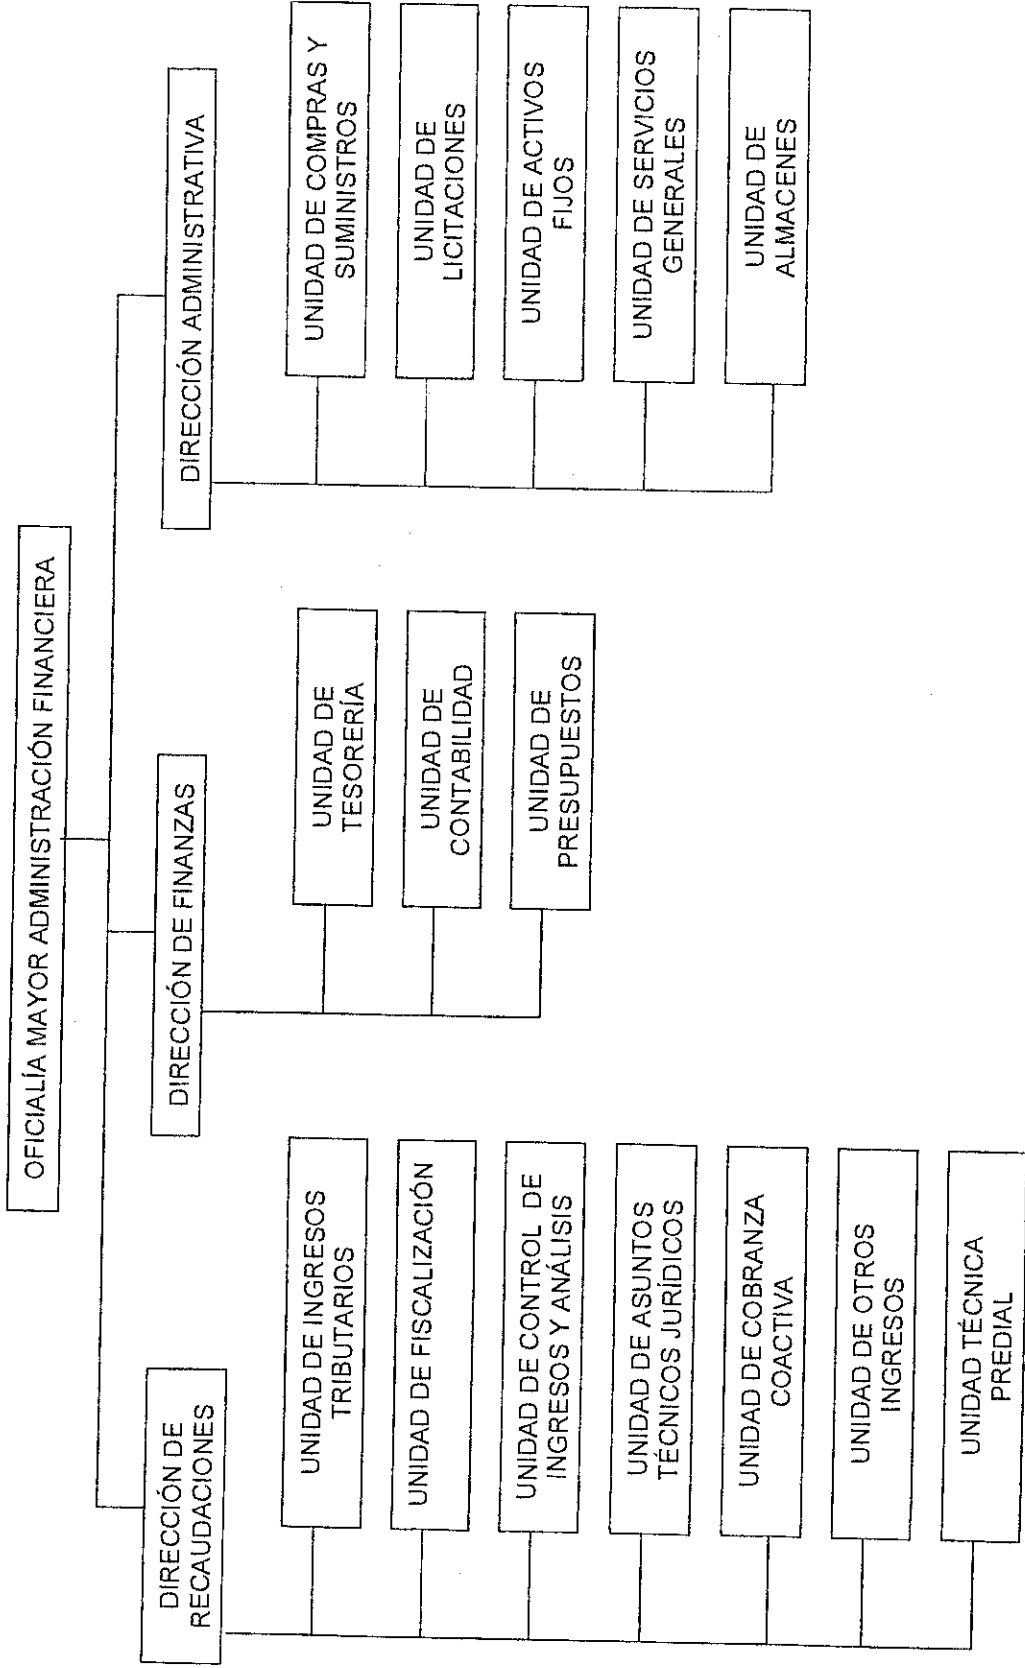 OFICIALÍA MAYOR ADMINISTRACIÓN FINANCIERA
DIRECCIÓN DE
RECAUDACIONES
UNIDAD DE INGRESOS
TRIBUTARIOS
UNIDAD DE FISCALIZACIÓN
UNIDAD DE CONTROL DE
INGRESOS Y ANÁLISIS
UNIDAD DE ASUNTOS
TÉCNICOS JURÍDICOS
UNIDAD DE COBRANZA
COACTIVA
UNIDAD DE OTROS
INGRESOS
UNIDAD TÉCNICA
PREDIAL
DIRECCIÓN DE FINANZAS
UNIDAD DE
TESORERÍA
UNIDAD DE
CONTABILIDAD
UNIDAD DE
PRESUPUESTOS
DIRECCIÓN ADMINISTRATIVA
UNIDAD DE COMPRAS Y
SUMINISTROS
UNIDAD DE
LICITACIONES
UNIDAD DE ACTIVOS
FIJOS
UNIDAD DE SERVICIOS
GENERALES
UNIDAD DE
ALMACENES